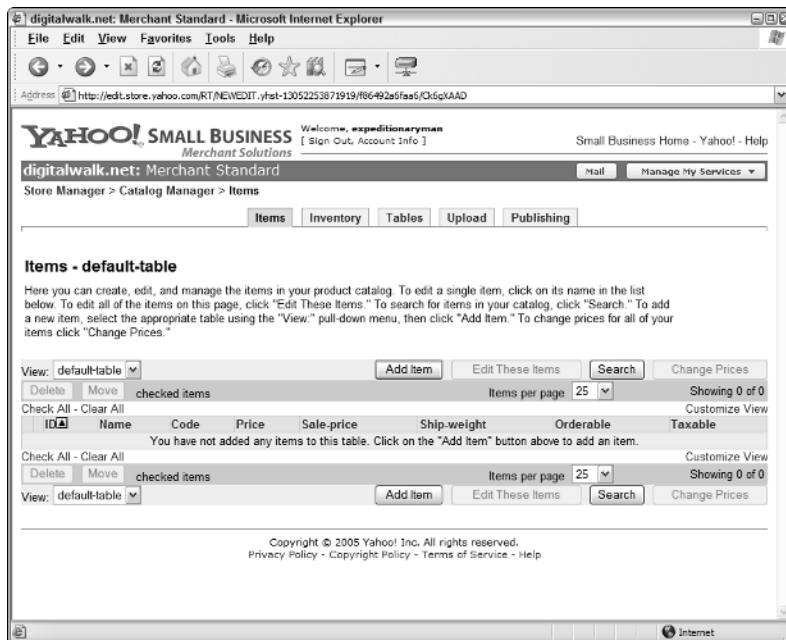 digitalwalk.net: Merchant Standard - Microsoft Internet Explorer
File Edit View Favorites Tools Help
Address http://edit.store.yahoo.com/RT/NEWEDIT.yhst-13052253871919/f86492a6faa6/Ck6gXAAD
YAHOO! SMALL BUSINESS
Merchant Solutions
Welcome, expeditionaryman
[ Sign Out, Account Info ]
Small Business Home - Yahoo! - Help
digitalwalk.net: Merchant Standard Mail Manage My Services
Store Manager > Catalog Manager > Items
Items Inventory Tables Upload Publishing
Items - default-table
Here you can create, edit, and manage the items in your product catalog. To edit a single item, click on its name in the list
below. To edit all of the items on this page, click "Edit These Items." To search for items in your catalog, click "Search." To add
a new item, select the appropriate table using the "View:" pull-down menu, then click "Add Item." To change prices for all of your
items click "Change Prices."
View: default-table Add Item Edit These Items Search Change Prices
Delete Move checked items Items per page 25 Showing 0 of 0
Check All - Clear All Customize View
ID Name Code Price Sale-price Ship-weight Orderable Taxable
You have not added any items to this table. Click on the "Add Item" button above to add an item.
Check All - Clear All Customize View
Delete Move checked items Items per page 25 Showing 0 of 0
View: default-table Add Item Edit These Items Search Change Prices
Copyright © 2005 Yahoo! Inc. All rights reserved.
Privacy Policy - Copyright Policy - Terms of Service - Help
Internet